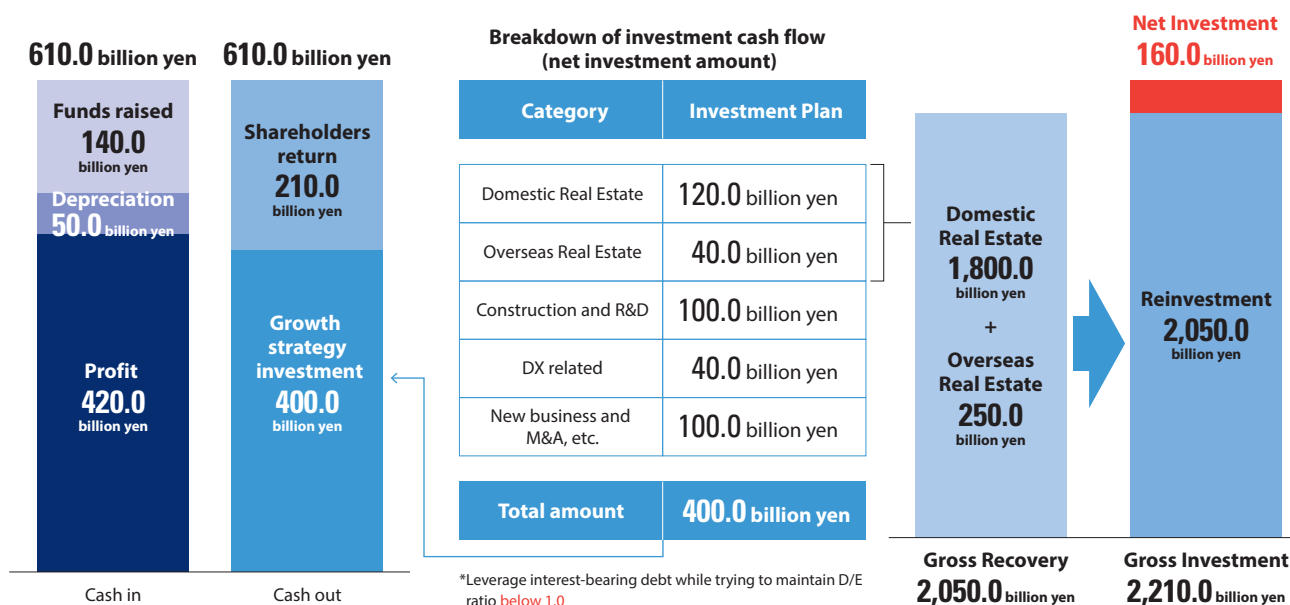 610.0 billion yen
610.0 billion yen
Funds raised
140.0
billion yen
Depreciation
50.0 billion yen
Profit
420.0
billion yen
Cash in
Shareholders
return
210.0
billion yen
Growth
strategy
investment
400.0
billion yen
Cash out
Breakdown of investment cash flow
(net investment amount)
Category
Investment Plan
Domestic Real Estate
120.0 billion yen
Overseas Real Estate
40.0 billion yen
Construction and R&D
100.0 billion yen
DX related
40.0 billion yen
New business and
M&A, etc.
100.0 billion yen
Total amount
400.0 billion yen
*Leverage interest-bearing debt while trying to maintain D/E
ratio below 1.0
Domestic
Real Estate
1,800.0
billion yen
+
Overseas
Real Estate
250.0
billion yen
Gross Recovery
2,050.0 billion yen
Net Investment
160.0 billion yen
Reinvestment
2,050.0
billion yen
Gross Investment
2,210.0 billion yen